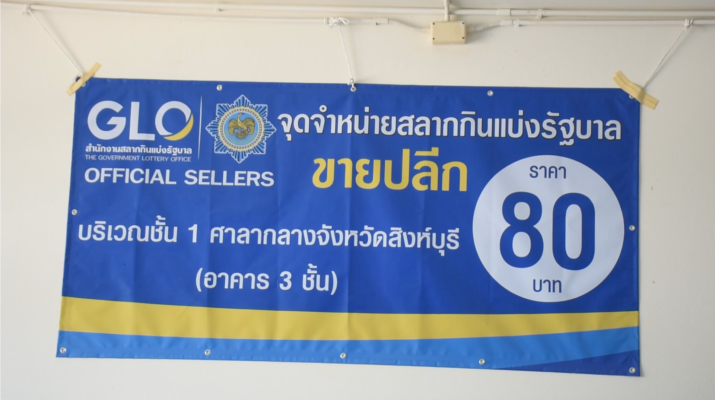 GLO
สำนักงานสลากกินแบ่งรัฐบาล
THE GOVERNMENT LOTTERY OFFICE
OFFICIAL SELLERS
จุดจำหน่ายสลากกินแบ่งรัฐบาล
ขายปลีก
ราคา
80
บาท
บริเวณชั้น 1 ศาลากลางจังหวัดสิงห์บุรี
(อาคาร 3 ชั้น)